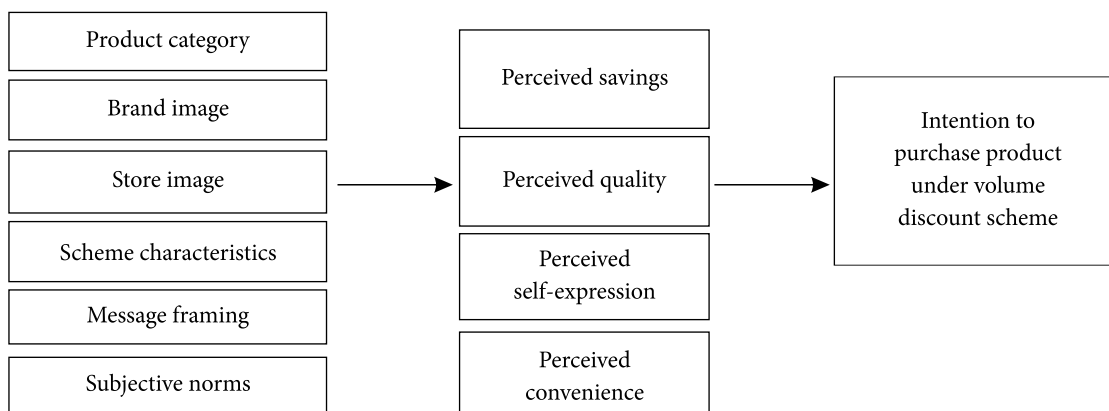 Product category
Brand image
Store image
Scheme characteristics
Message framing
Subjective norms
Perceived savings
Perceived quality
Perceived
self-expression
Perceived
convenience
Intention to
purchase product
under volume
discount scheme